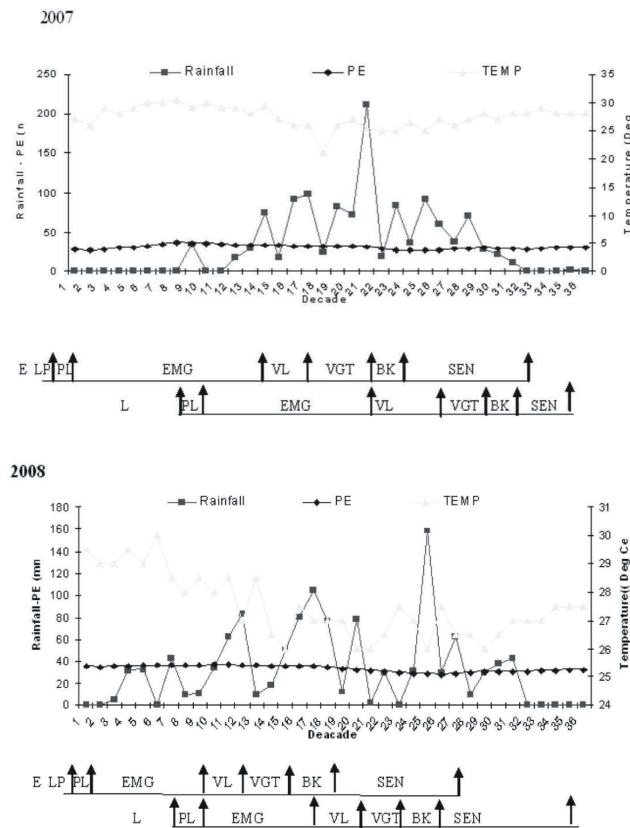 2007
Rainfall PE TEMP
250
200
150
100
50
0
35
30
25
20
15
10
5
0
Rainfall - PE (n
Temperature (Deg
1 2 3 4 5 6 7 8 9 10 11 12 13 14 15 16 17 18 19 20 21 22 23 24 25 26 27 28 29 30 31 32 33 34 35 36
Decade
E LP PL EMG VL VGT BK SEN
L PL EMG VL VGT BK SEN
2008
Rainfall PE TEMP
180
160
140
120
100
80
60
40
20
0
31
30
29
28
27
26
25
24
Rainfall-PE (mn
Temperature(( Deg Ce
1 2 3 4 5 6 7 8 9 10 11 12 13 14 15 16 17 18 19 20 21 22 23 24 25 26 27 28 29 30 31 32 33 34 35 36
Deacade
E LP PL EMG VL VGT BK SEN
L PL EMG VL VGT BK SEN